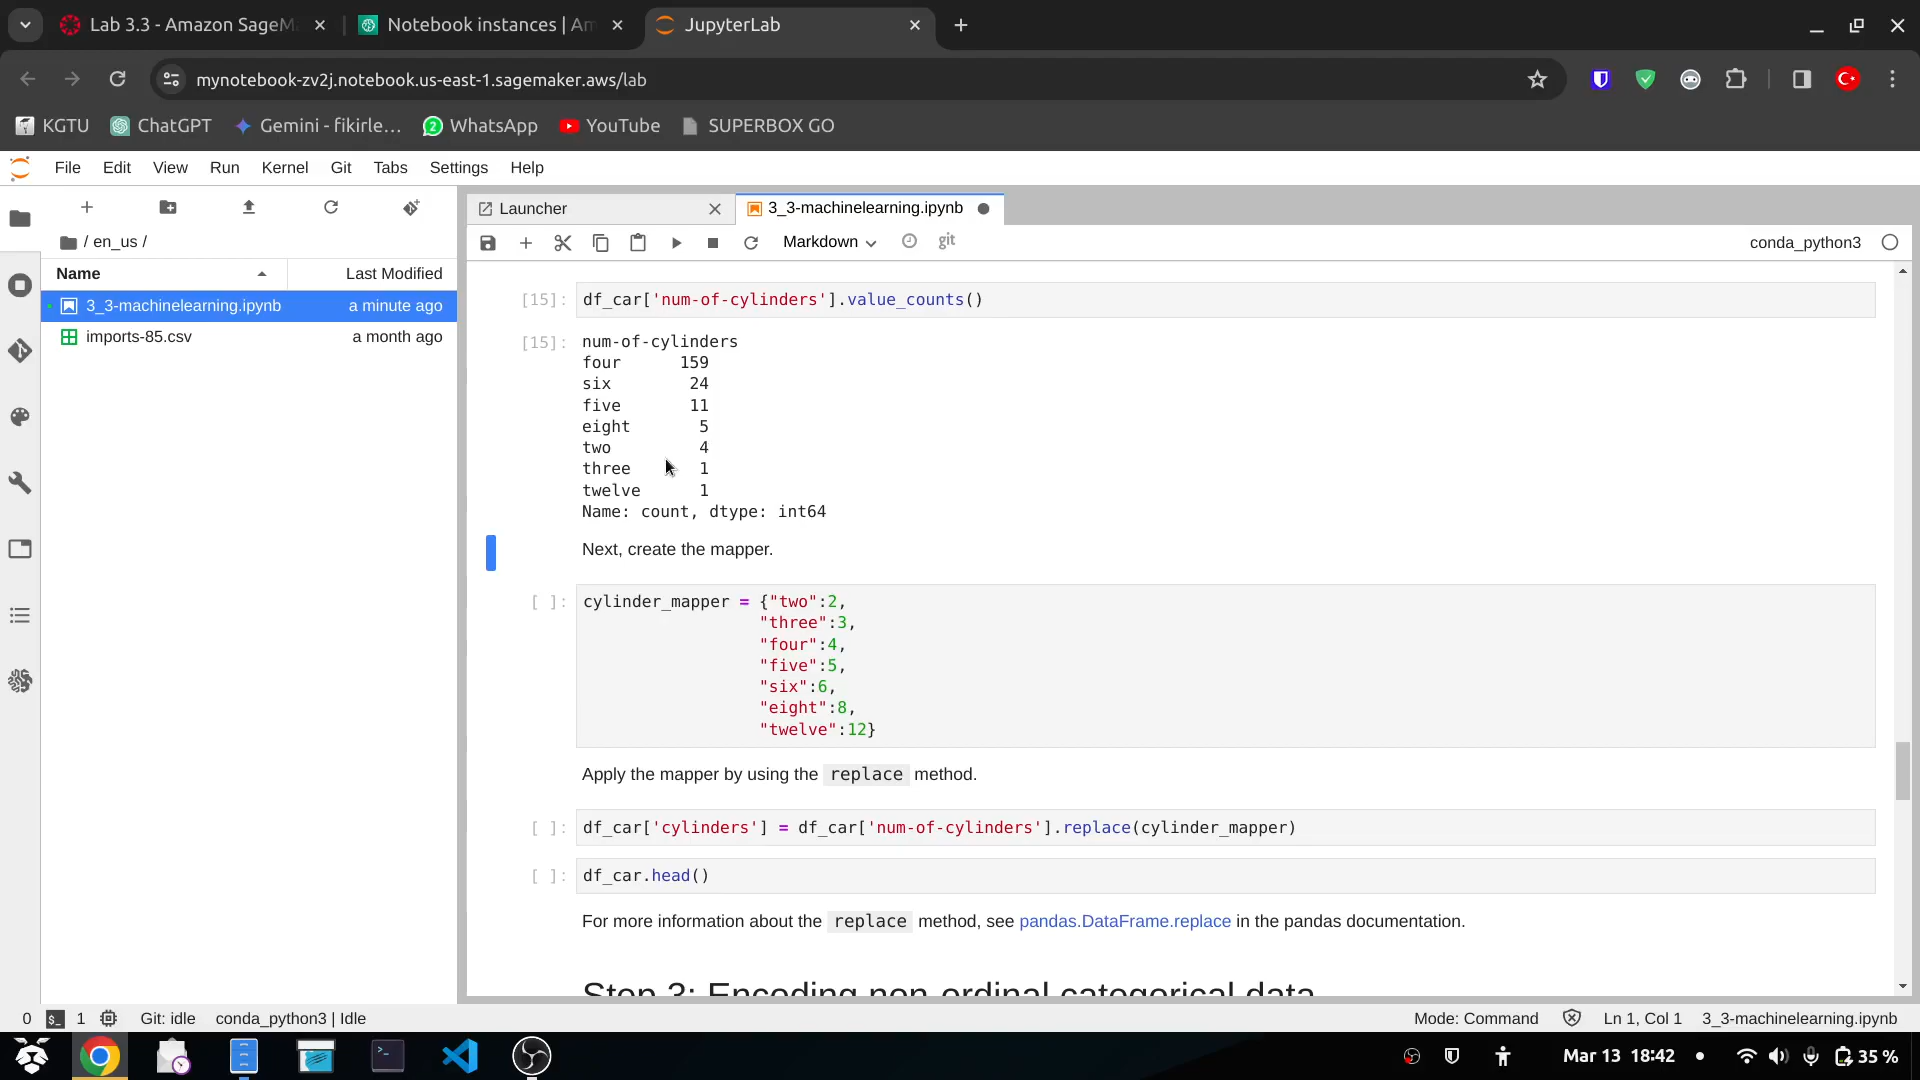 Lab 3.3 - Amazon SageM
Notebook instances | Am
JupyterLab
mynotebook-zv2j.notebook.us-east-1.sagemaker.aws/lab
KGTU
ChatGPT
Gemini - fikirle...
WhatsApp
YouTube
SUPERBOX GO
File Edit View Run Kernel Git Tabs Settings Help
Launcher
3_3-machinelearning.ipynb
/ en_us /
Markdown
git
conda_python3
Name
Last Modified
3_3-machinelearning.ipynb a minute ago
imports-85.csv a month ago
[15]: df_car['num-of-cylinders'].value_counts()
[15]: num-of-cylinders
four 159
six 24
five 11
eight 5
two 4
three 1
twelve 1
Name: count, dtype: int64
Next, create the mapper.
[ ]: cylinder_mapper = {"two":2,
"three":3,
"four":4,
"five":5,
"six":6,
"eight":8,
"twelve":12}
Apply the mapper by using the replace method.
[ ]: df_car['cylinders'] = df_car['num-of-cylinders'].replace(cylinder_mapper)
[ ]: df_car.head()
For more information about the replace method, see pandas.DataFrame.replace in the pandas documentation.
Step 3: Encoding non-ordinal categorical data
0 1 Git: idle conda_python3 | Idle
Mode: Command Ln 1, Col 1 3_3-machinelearning.ipynb
Mar 13 18:42
35 %